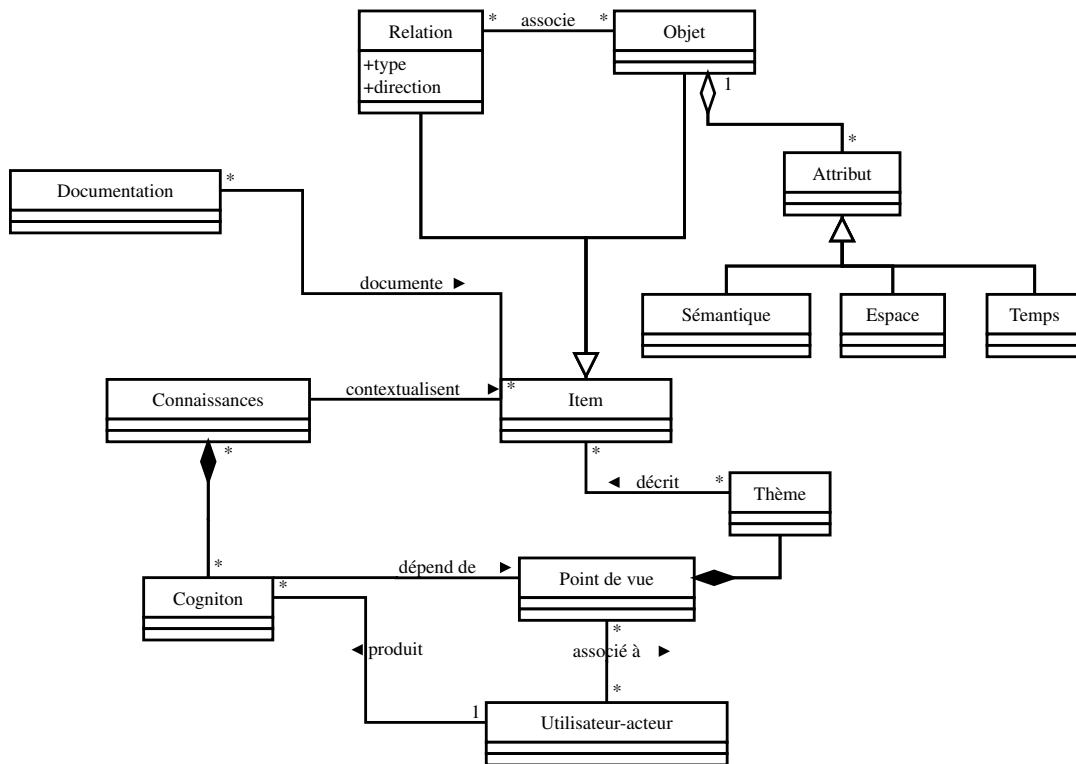 Relation
* associe *
Objet
+type
+direction
1
*
Attribut
Documentation
*
documente ►
Sémantique
Espace
Temps
Connaissances
contextualisent ►
*
Item
*
*
◄ décrit
*
Thème
*
dépend de ►
Point de vue
Cogniton
*
*
◄ produit
associé à ►
*
1
Utilisateur-acteur